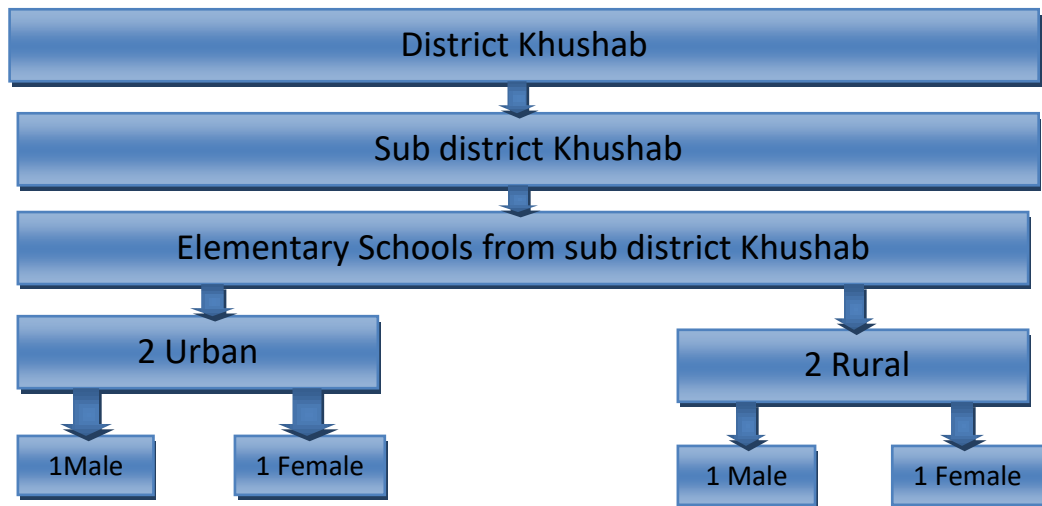 District Khushab
Sub district Khushab
Elementary Schools from sub district Khushab
2 Urban
2 Rural
1Male
1 Female
1 Male
1 Female